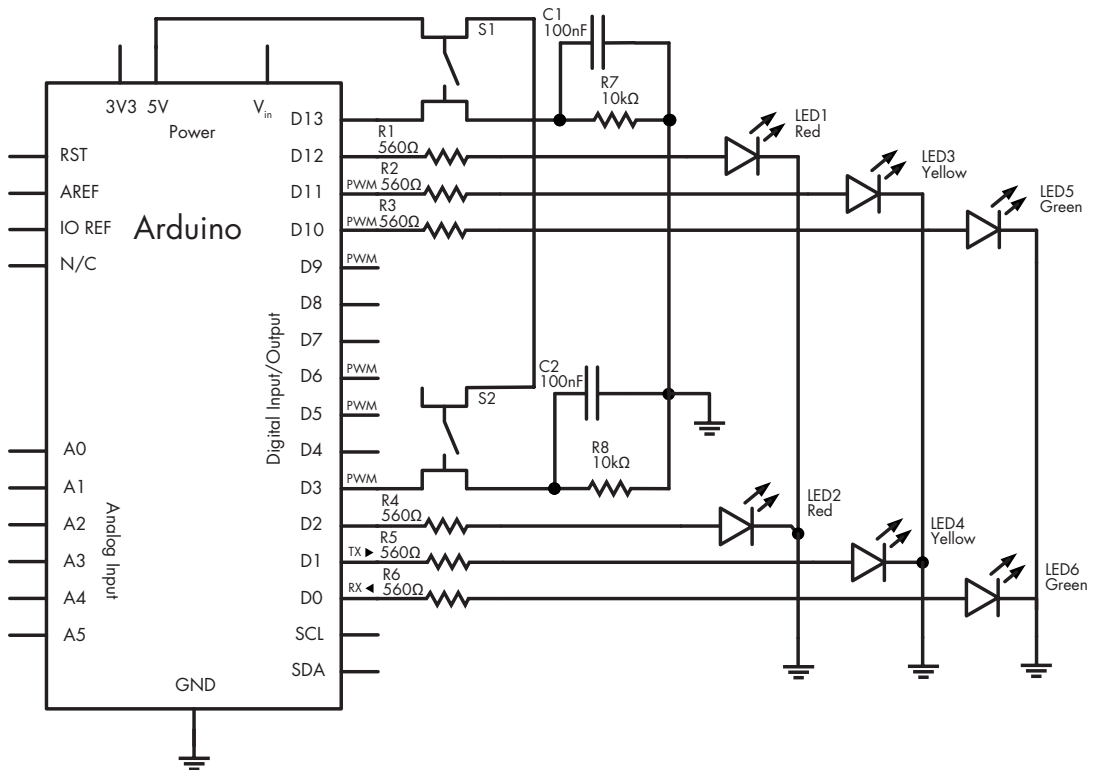 C1
100nF
S1
R7
10kΩ
3V3 5V
Vin
Power
D13
LED1
Red
R1
560Ω
RST
D12
LED3
Yellow
R2
PWM 560Ω
AREF
D11
LED5
Green
R3
PWM 560Ω
IO REF
Arduino
D10
N/C
D9
PWM
D8
D7
Digital Input/Output
D6
PWM
C2
100nF
S2
D5
PWM
A0
D4
R8
10kΩ
A1
D3
PWM
Analog Input
R4
560Ω
A2
D2
LED2
Red
R5
TX 560Ω
A3
D1
LED4
Yellow
R6
RX 560Ω
A4
D0
LED6
Green
A5
SCL
SDA
GND